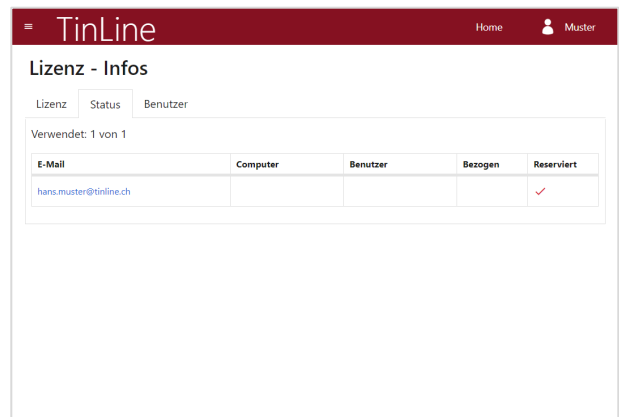 TinLine Home Muster
Lizenz - Infos
Lizenz Status Benutzer
Verwendet: 1 von 1
E-Mail Computer Benutzer Bezogen Reserviert
hans.muster@tinline.ch